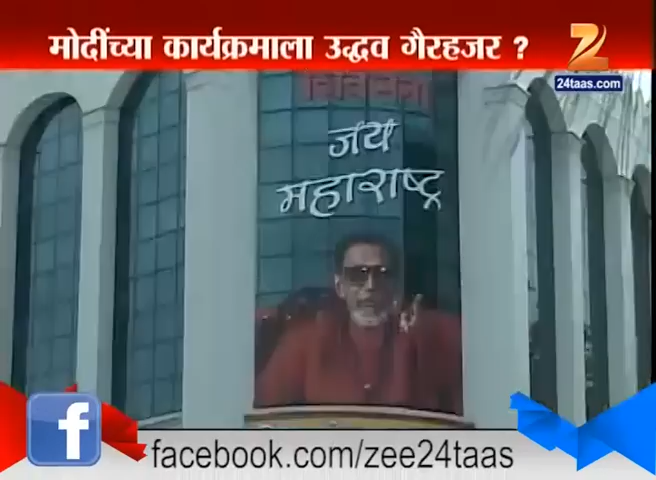 मोदींच्या कार्यक्रमाला उद्धव गैरहजर ?
24taas.com
जय
महाराष्ट्र
facebook.com/zee24taas